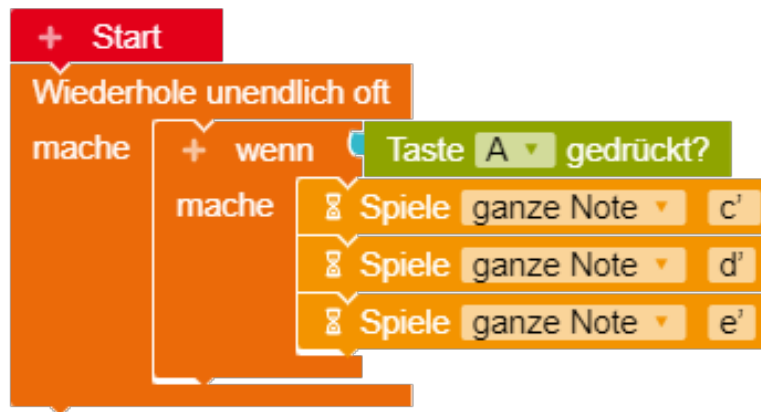 + Start
Wiederhole unendlich oft
mache + wenn Taste A gedrückt?
mache Spiele ganze Note c'
Spiele ganze Note d'
Spiele ganze Note e'